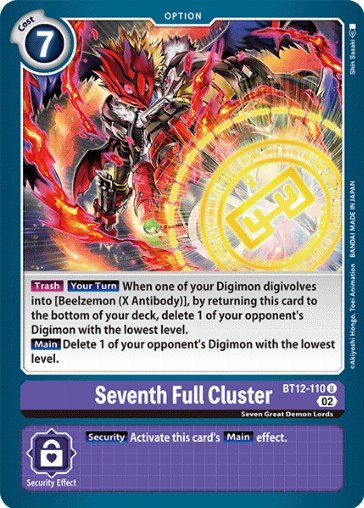 OPTION
Cost
7
Shin Sasaki
©Akiyoshi Hongo, Toei Animation BANDAI MADE IN JAPAN
Trash Your Turn When one of your Digimon digivolves
into [Beelzemon (X Antibody)], by returning this card to
the bottom of your deck, delete 1 of your opponent's
Digimon with the lowest level.
Main Delete 1 of your opponent's Digimon with the lowest
level.
Seventh Full Cluster BT12-110 U
02
Seven Great Demon Lords
Security Activate this card's Main effect.
Security Effect